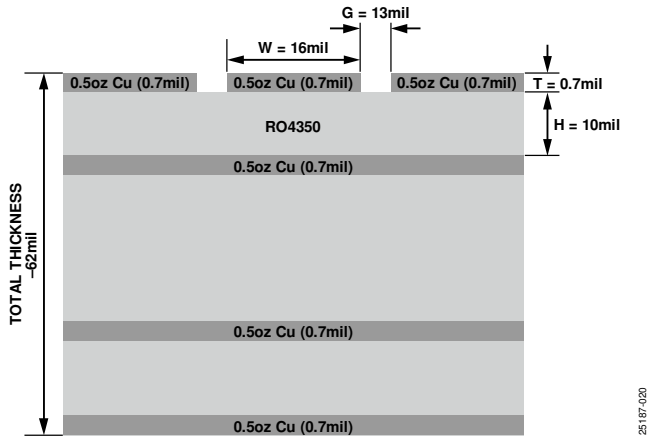 G = 13mil
W = 16mil
0.5oz Cu (0.7mil)
0.5oz Cu (0.7mil)
0.5oz Cu (0.7mil)
T = 0.7mil
RO4350
H = 10mil
0.5oz Cu (0.7mil)
TOTAL THICKNESS
–62mil
0.5oz Cu (0.7mil)
0.5oz Cu (0.7mil)
25187-020